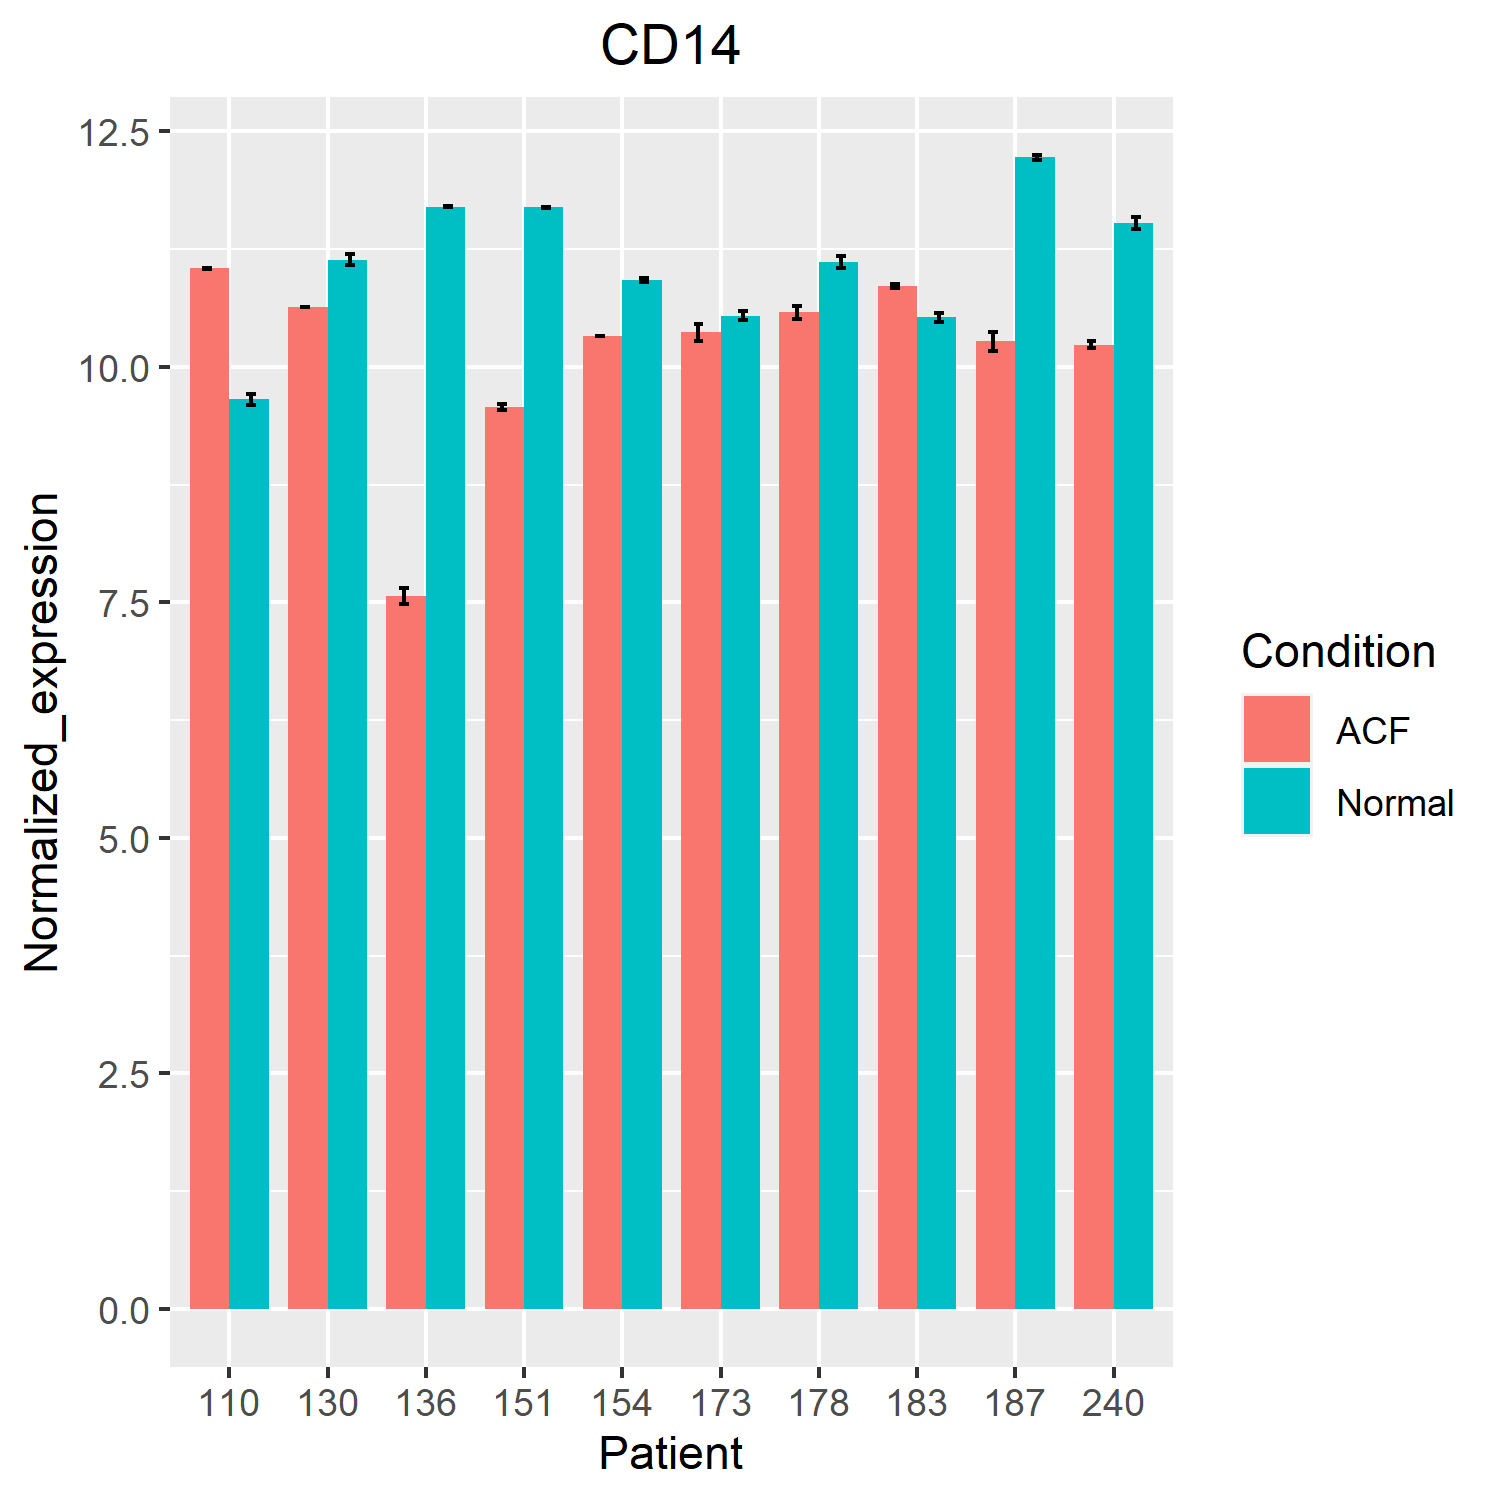 CD14
12.5
10.0
7.5
5.0
2.5
0.0
Normalized_expression
110 130 136 151 154 173 178 183 187 240
Patient
Condition
ACF
Normal